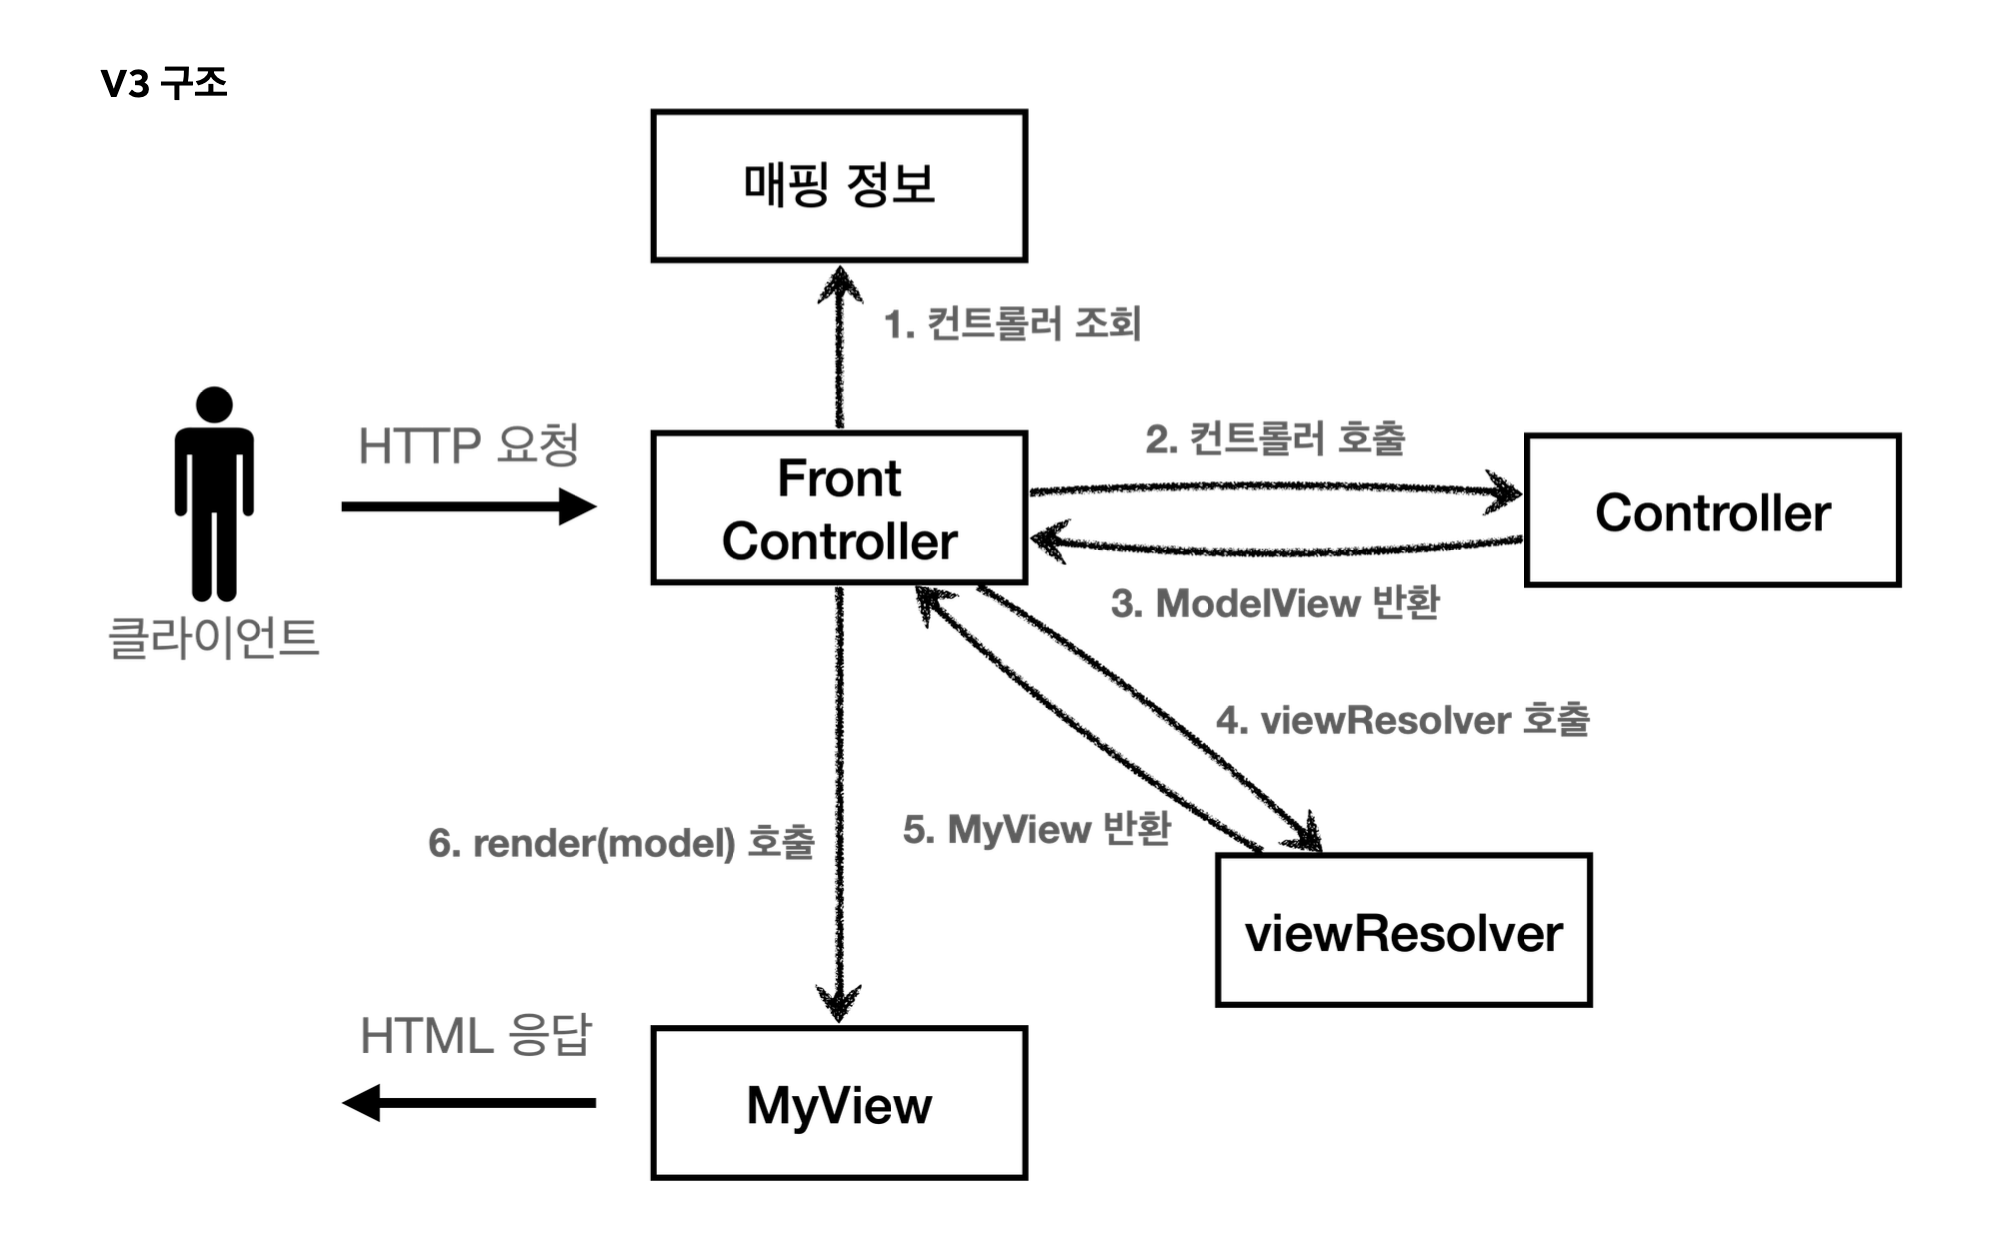 V3 구조
매핑 정보
1. 컨트롤러 조회
HTTP 요청
Front
Controller
2. 컨트롤러 호출
Controller
3. ModelView 반환
클라이언트
4. viewResolver 호출
5. MyView 반환
6. render(model) 호출
viewResolver
HTML 응답
MyView